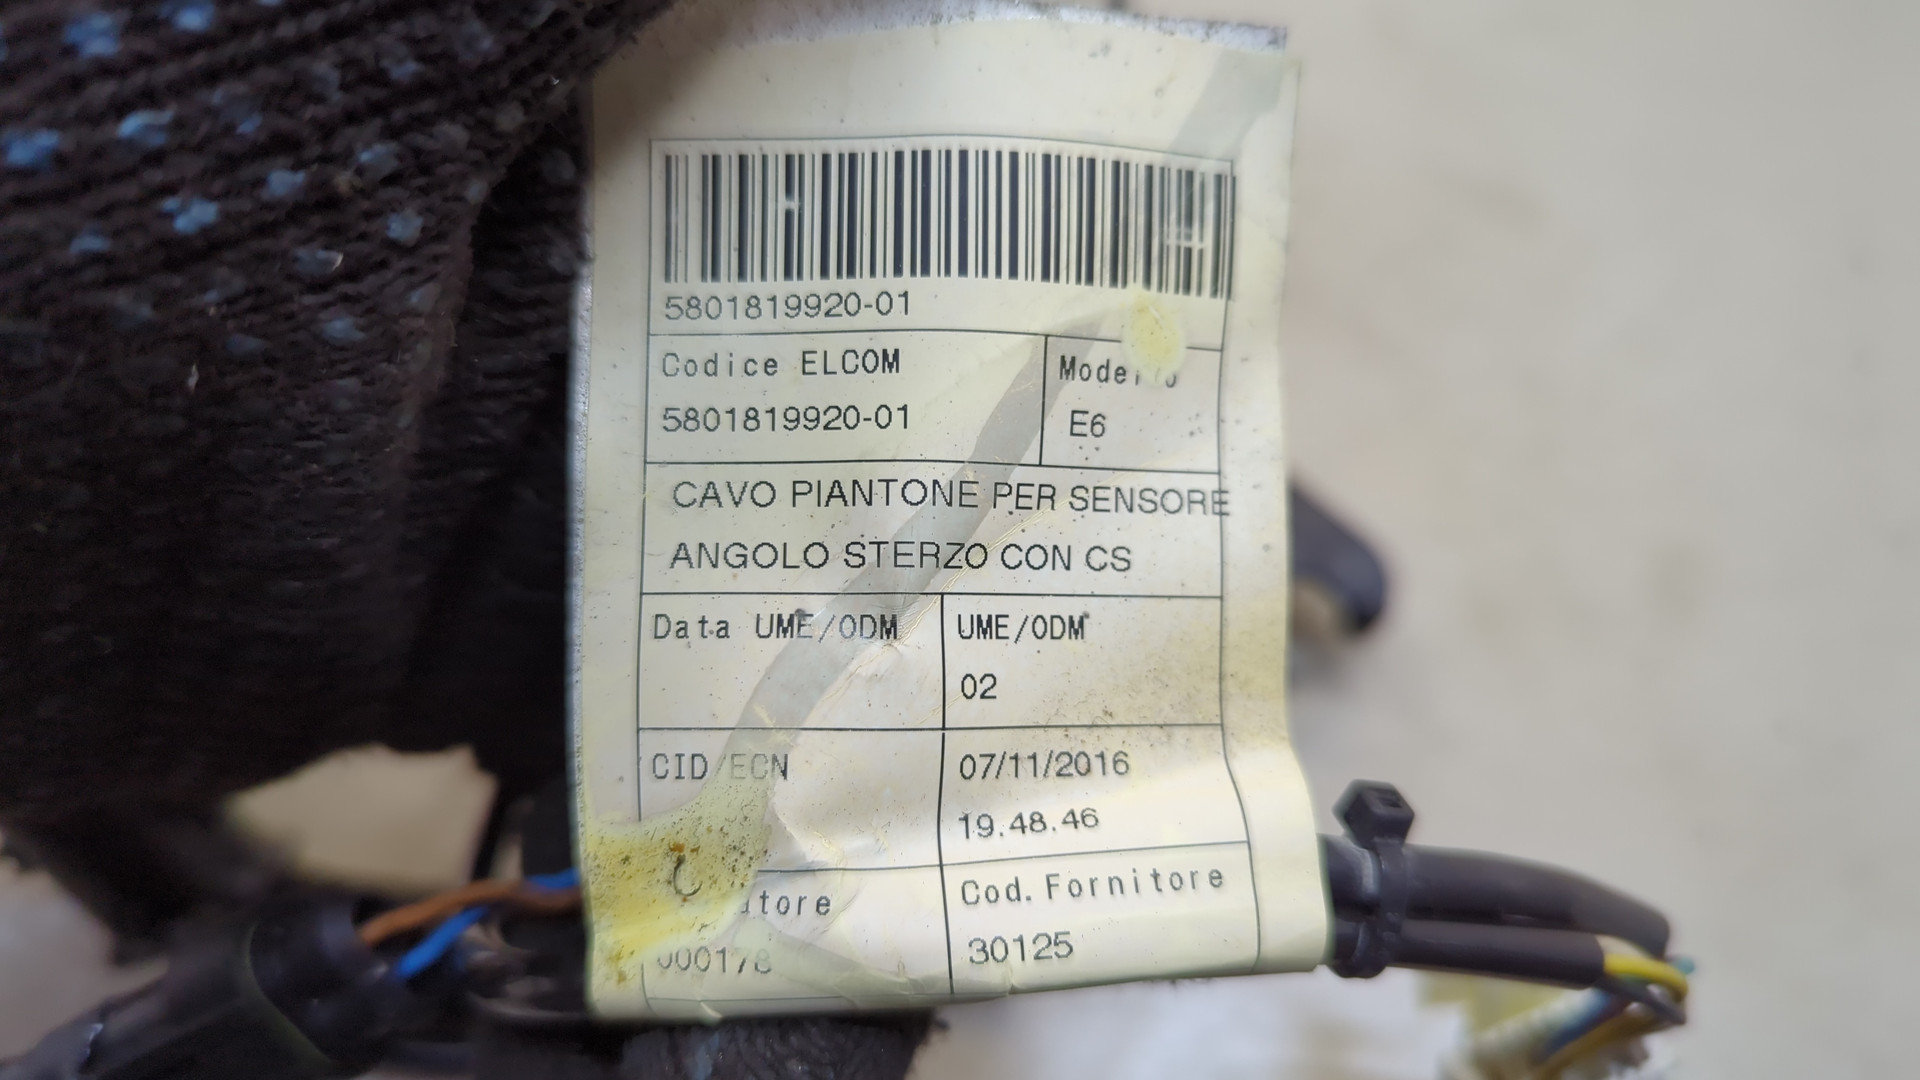 5801819920-01
Codice ELCOM
5801819920-01
E6
CAVO PIANTONE PER SENSORE
ANGOLO STERZO CON CS
Data UME/ODM
UME/ODM
02
CID/ECN
07/11/2016
19.48.46
Cod. Fornitore
30125